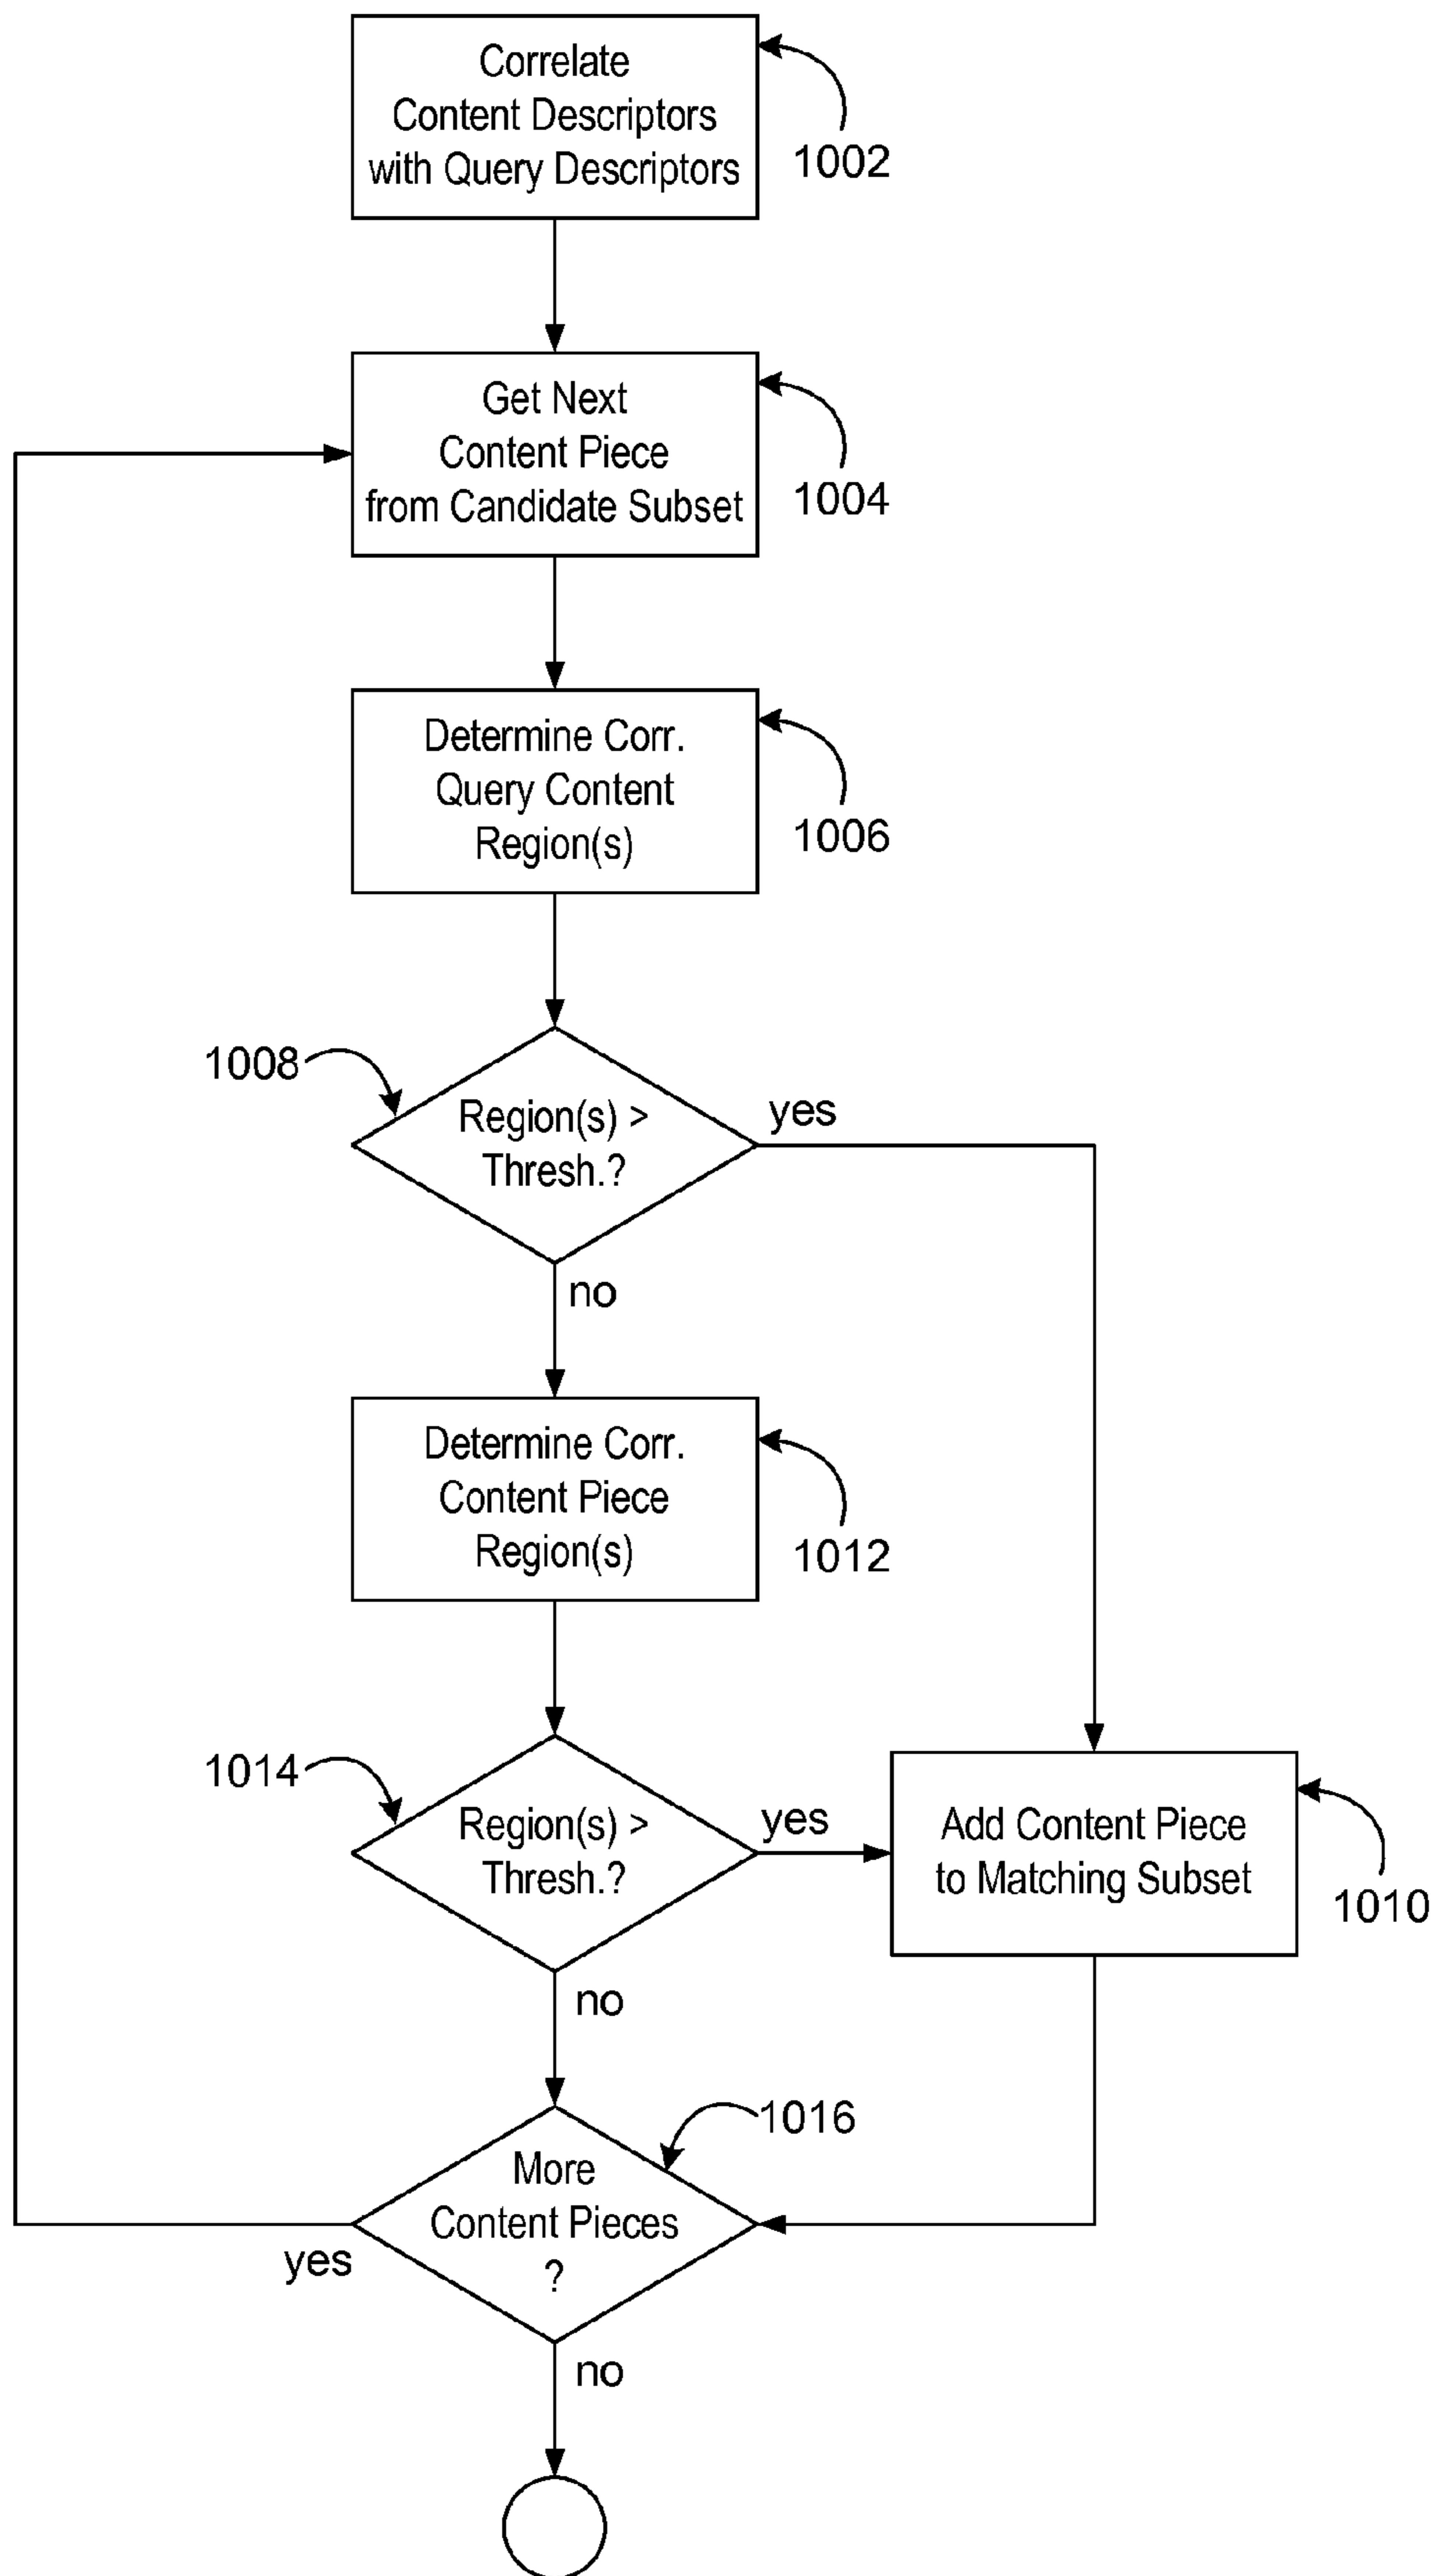 Correlate
Content Descriptors
with Query Descriptors
1002
Get Next
Content Piece
from Candidate Subset
1004
Determine Corr.
Query Content
Region(s)
1006
1008
Region(s) >
Thresh.?
yes
no
Determine Corr.
Content Piece
Region(s)
1012
1014
Region(s) >
Thresh.?
yes
no
Add Content Piece
to Matching Subset
1010
1016
More
Content Pieces
?
yes
no